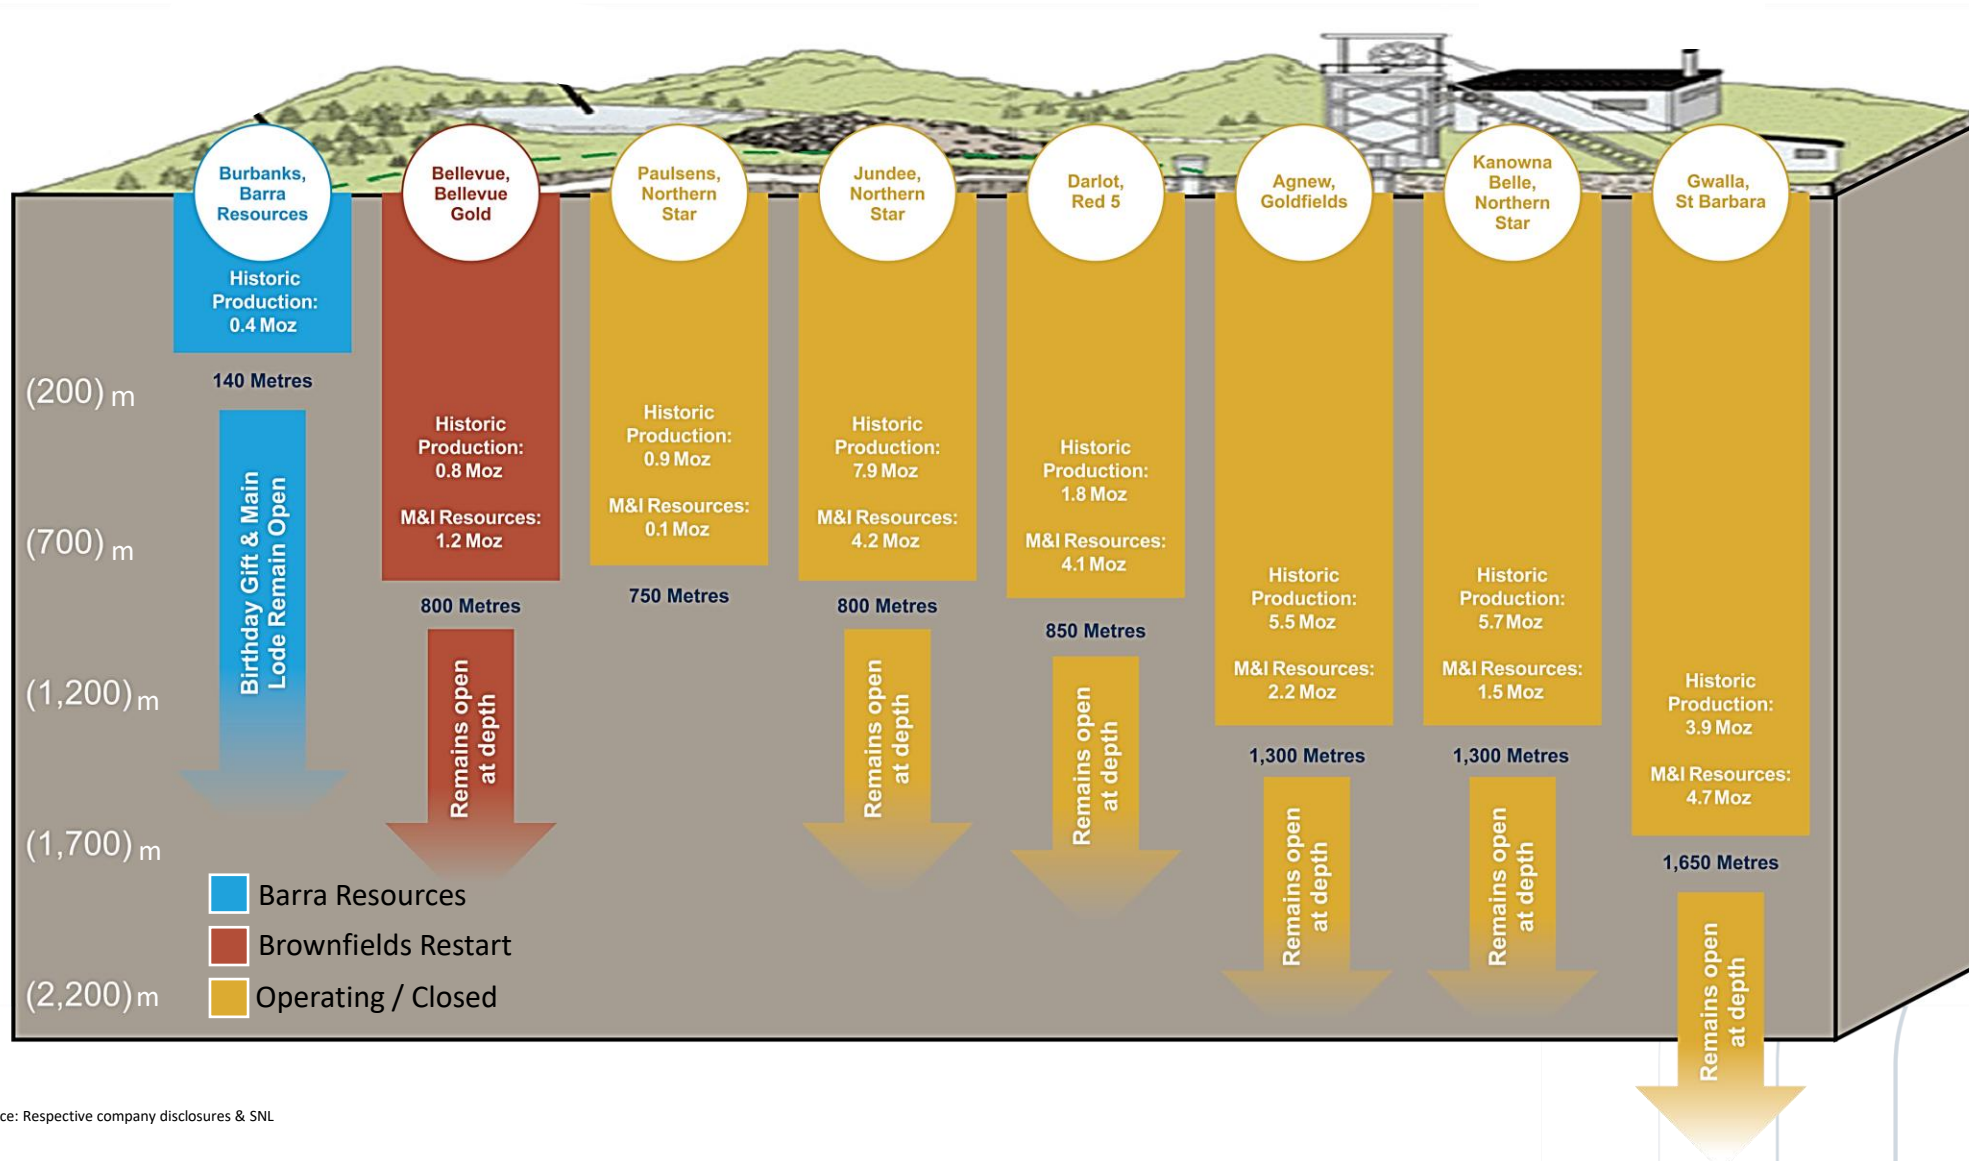 Burbanks,
Barra
Resources
Historic
Production:
0.4 Moz
140 Metres
Birthday Gift & Main
Lode Remain Open
Bellevue,
Bellevue
Gold
Historic
Production:
0.8 Moz
M&I Resources:
1.2 Moz
800 Metres
Remains open
at depth
Paulsens,
Northern
Star
Historic
Production:
0.9 Moz
M&I Resources:
0.1 Moz
750 Metres
Jundee,
Northern
Star
Historic
Production:
7.9 Moz
M&I Resources:
4.2 Moz
800 Metres
Remains open
at depth
Darlot,
Red 5
Historic
Production:
1.8 Moz
M&I Resources:
4.1 Moz
850 Metres
Remains open
at depth
Agnew,
Goldfields
Historic
Production:
5.5 Moz
M&I Resources:
2.2 Moz
1,300 Metres
Remains open
at depth
Kanowna
Belle,
Northern
Star
Historic
Production:
5.7 Moz
M&I Resources:
1.5 Moz
1,300 Metres
Remains open
at depth
Gwalla,
St Barbara
Historic
Production:
3.9 Moz
M&I Resources:
4.7 Moz
1,650 Metres
Remains open
at depth
(200) m
(700) m
(1,200) m
(1,700) m
(2,200) m
Barra Resources
Brownfields Restart
Operating / Closed
ce: Respective company disclosures & SNL